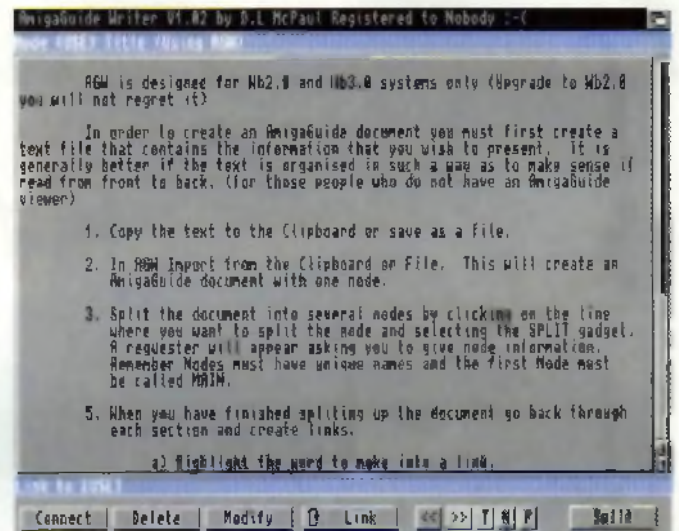 AmigaGuide Writer V1.02 by D.L McPaul Registered to Nobody :-(
Node (USE) Title (Using AGW)
AGW is designed for Wb2.0 and Wb3.0 systems only (Upgrade to Wb2.0
you will not regret it)
In order to create an AmigaGuide document you must first create a
text file that contains the information that you wish to present. It is
generally better if the text is organised in such a way as to make sense if
read from front to back. (for those people who do not have an AmigaGuide
viewer)
1. Copy the text to the Clipboard or save as a File.
2. In AGW Import from the Clipboard or File. This will create an
AmigaGuide document with one node.
3. Split the document into several nodes by clicking on the line
where you want to split the node and selecting the SPLIT gadget.
A requester will appear asking you to give node information.
Remember Nodes must have unique names and the first Node must
be called MAIN.
5. When you have finished spliting up the document go back through
each section and create links.
a) Highlight the word to make into a link.
Link to (USE)
Connect Delete Modify Link << >> T N P Build